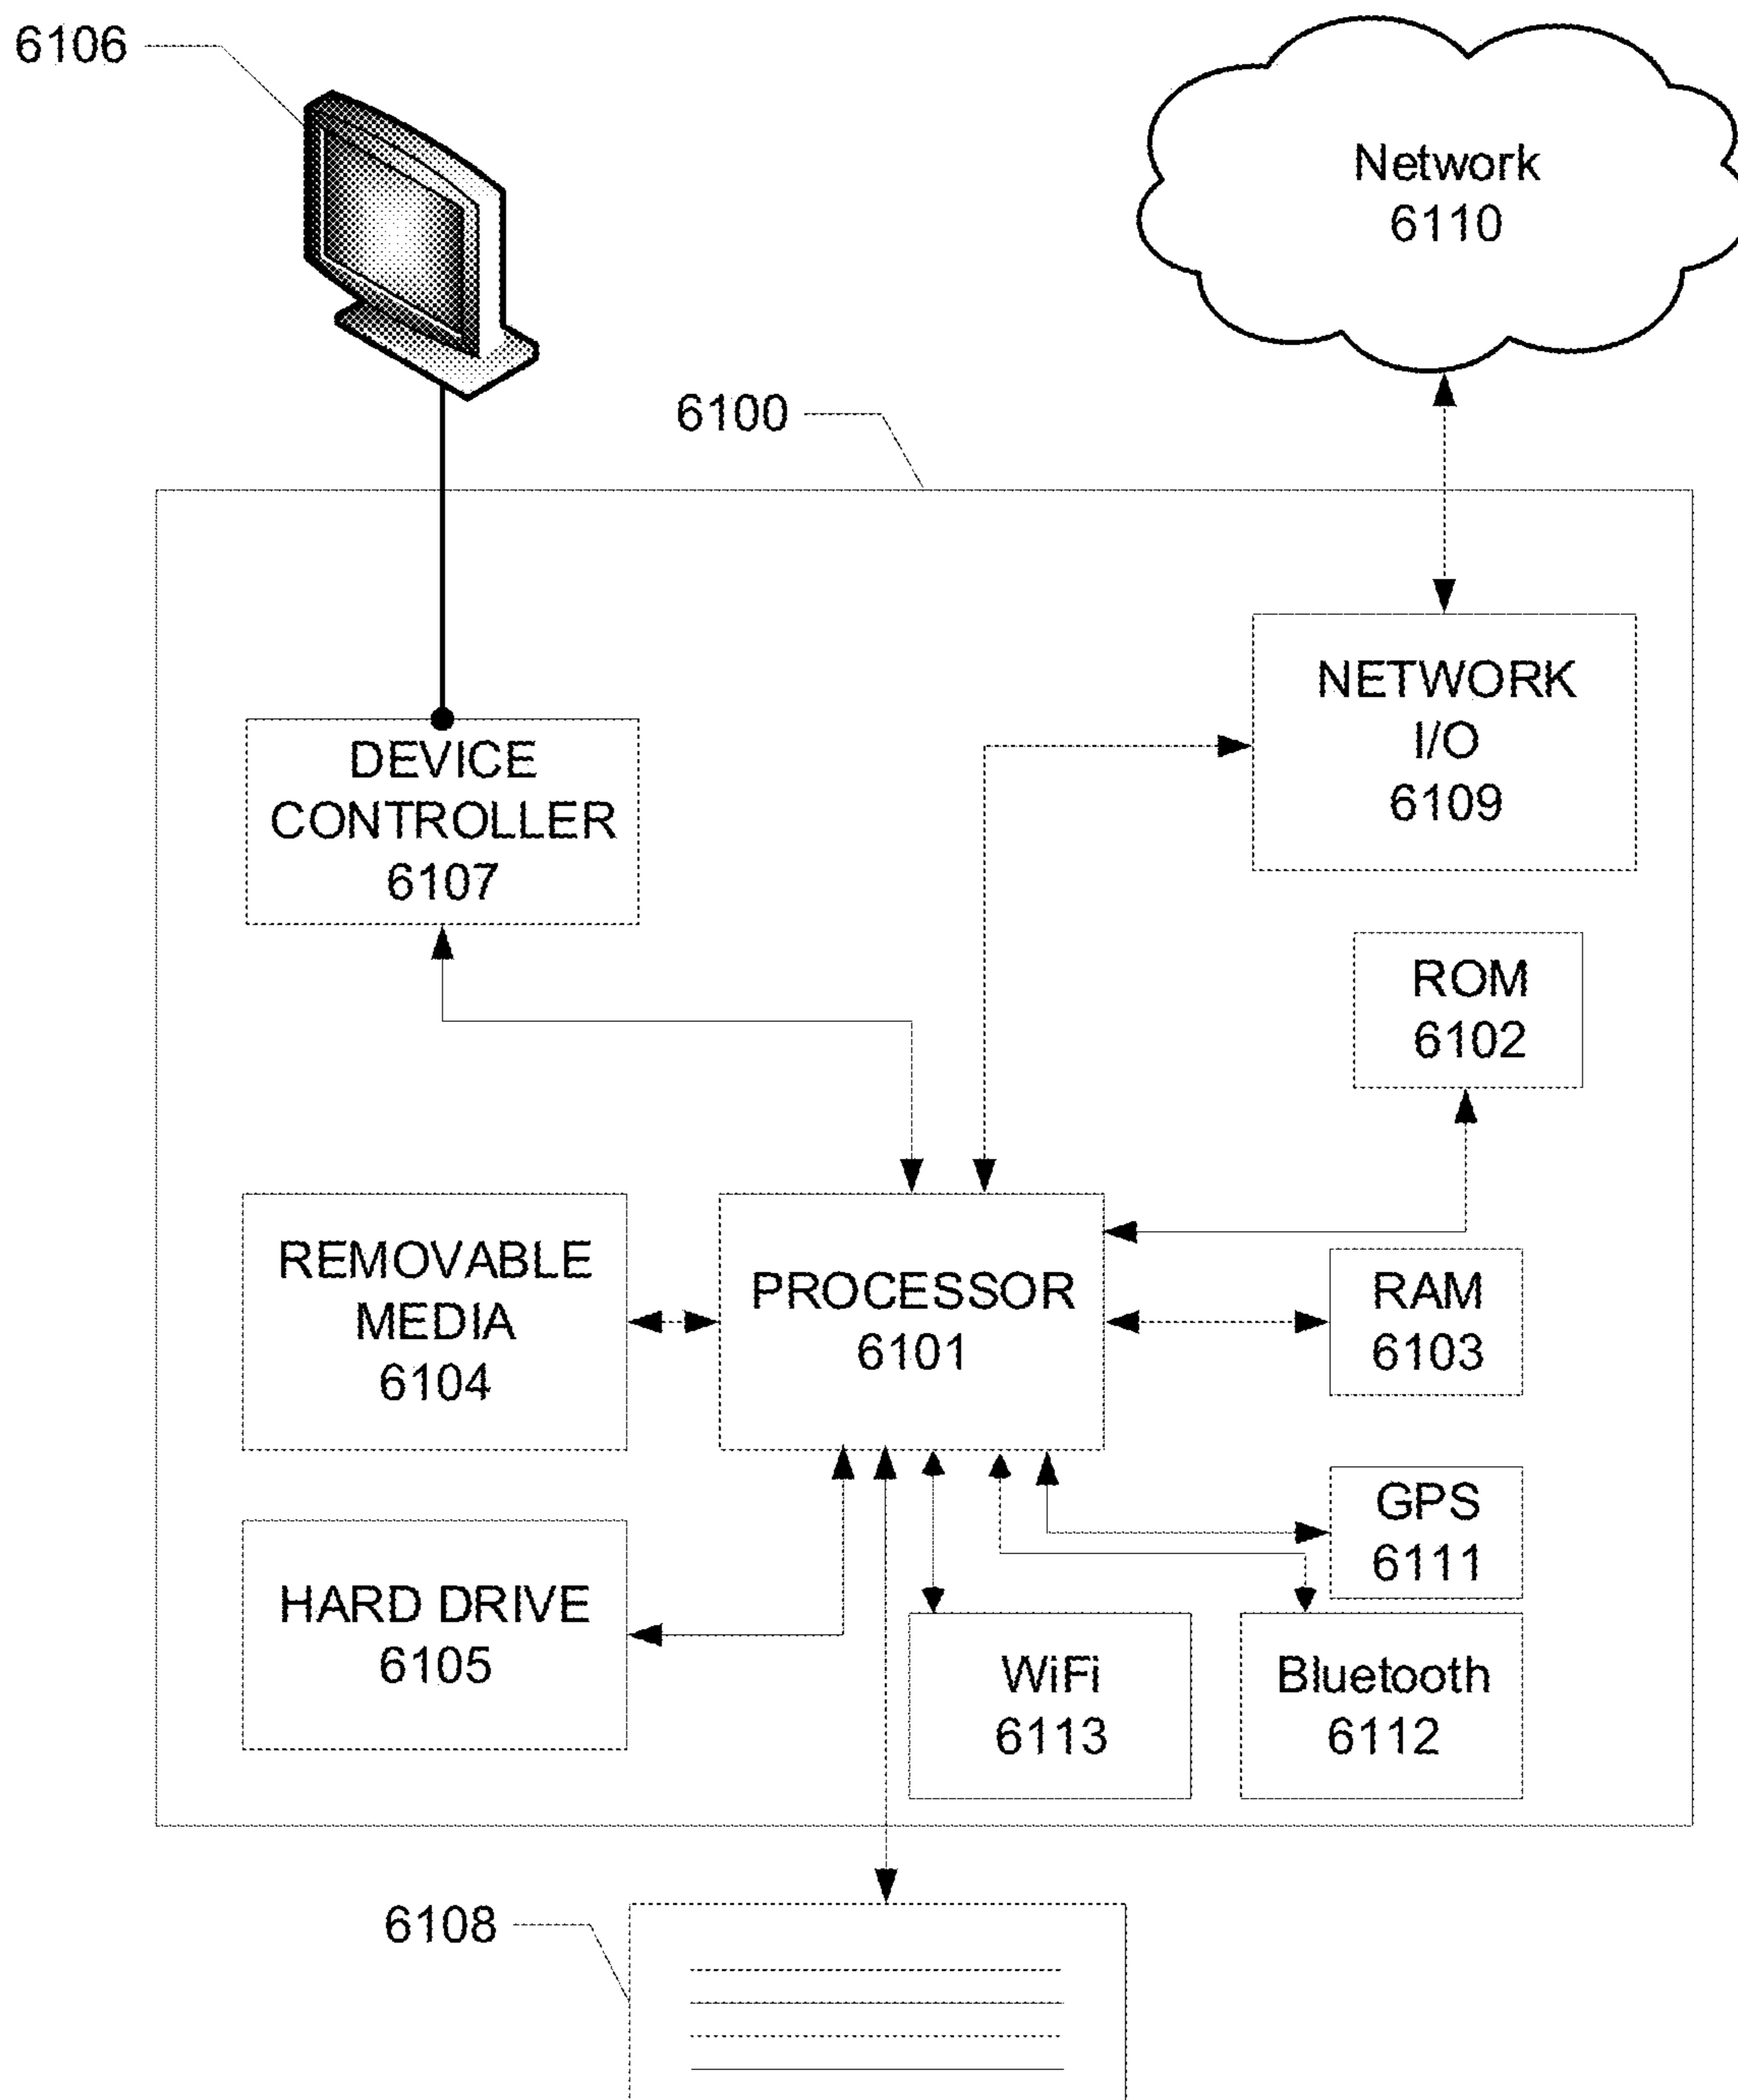 6106
Network
6110
6100
NETWORK
I/O
6109
DEVICE
CONTROLLER
6107
ROM
6102
REMOVABLE
MEDIA
6104
PROCESSOR
6101
RAM
6103
GPS
6111
HARD DRIVE
6105
WiFi
6113
Bluetooth
6112
6108